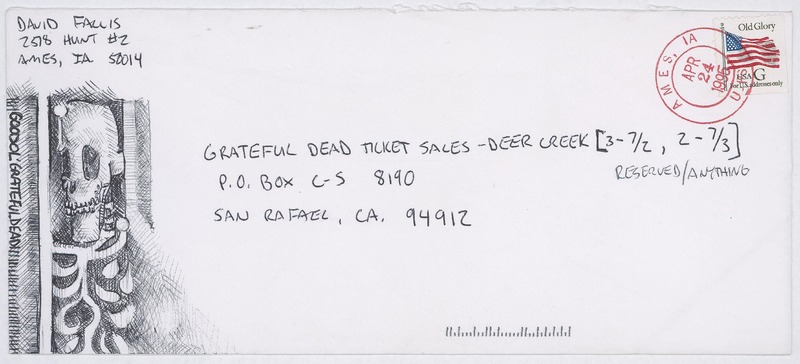 DAVID FALLIS
2518 HUNT #2
AMES, IA 50014
Old Glory
USA G
For U.S. addresses only
AMES, IA
APR
24
1995
USA
GOOD OL' GRATEFUL DEAD!
GRATEFUL DEAD TICKET SALES - DEER CREEK [3-7/2, 2-7/3]
RESERVED/ANYTHING
P.O. BOX C-S 8190
SAN RAFAEL, CA. 94912